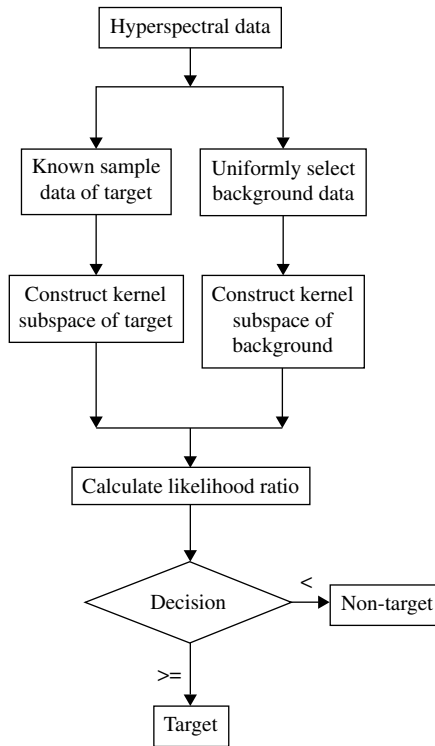 Hyperspectral data
Known sample
data of target
Uniformly select
background data
Construct kernel
subspace of target
Construct kernel
subspace of
background
Calculate likelihood ratio
Decision
<
Non-target
>=
Target